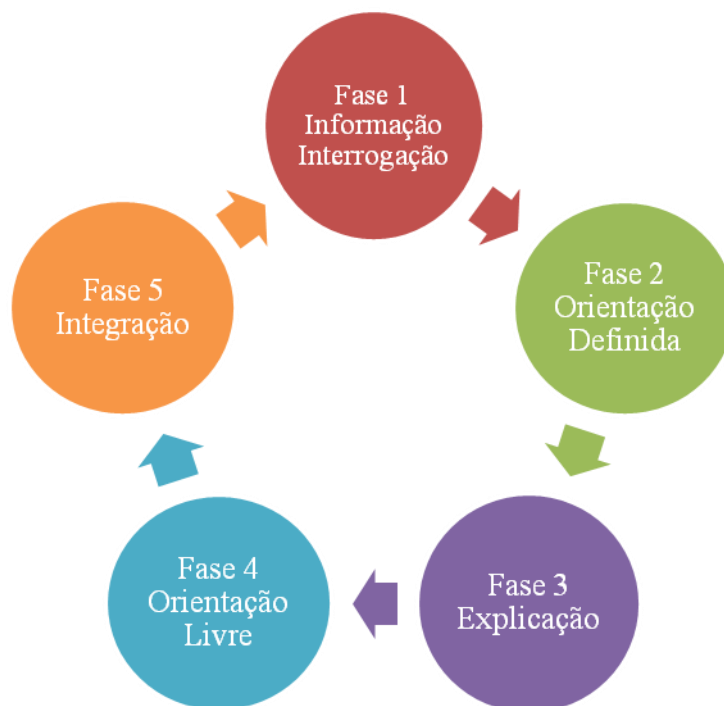 Fase 1
Informação
Interrogação
Fase 2
Orientação
Definida
Fase 3
Explicação
Fase 4
Orientação
Livre
Fase 5
Integração